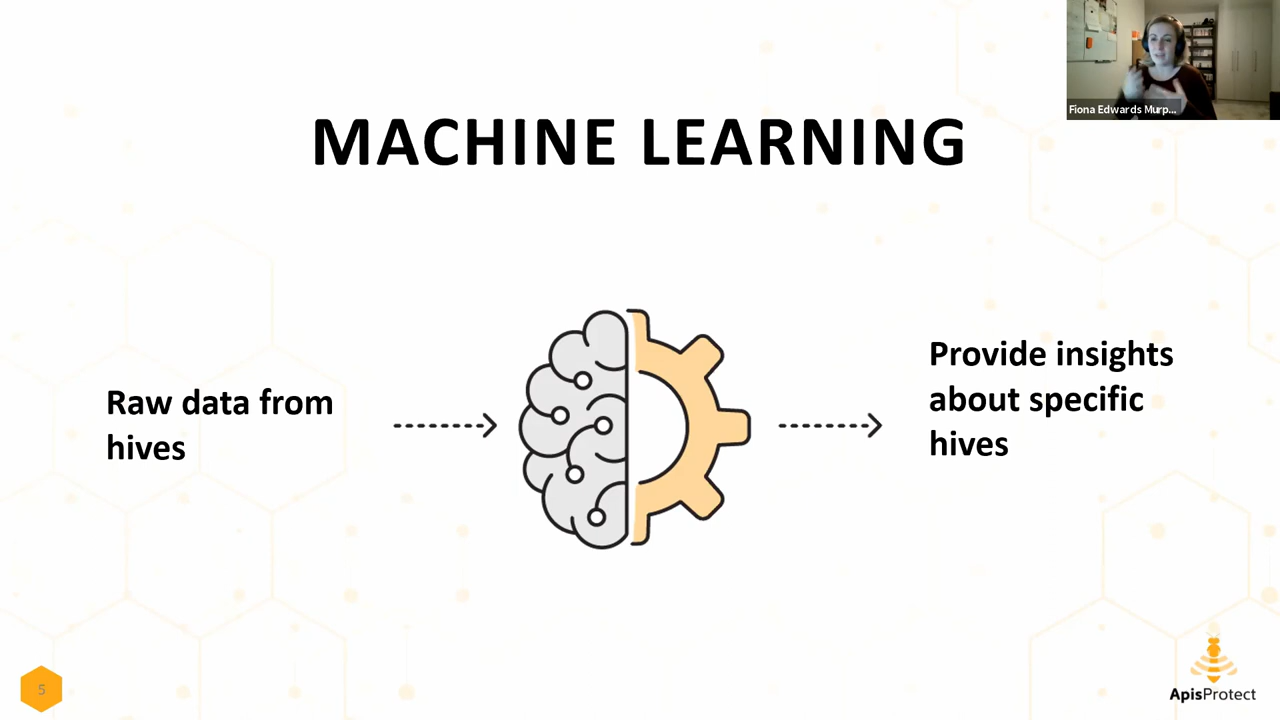 Fiona Edwards Murp...
MACHINE LEARNING
Raw data from
hives
Provide insights
about specific
hives
5
ApisProtect